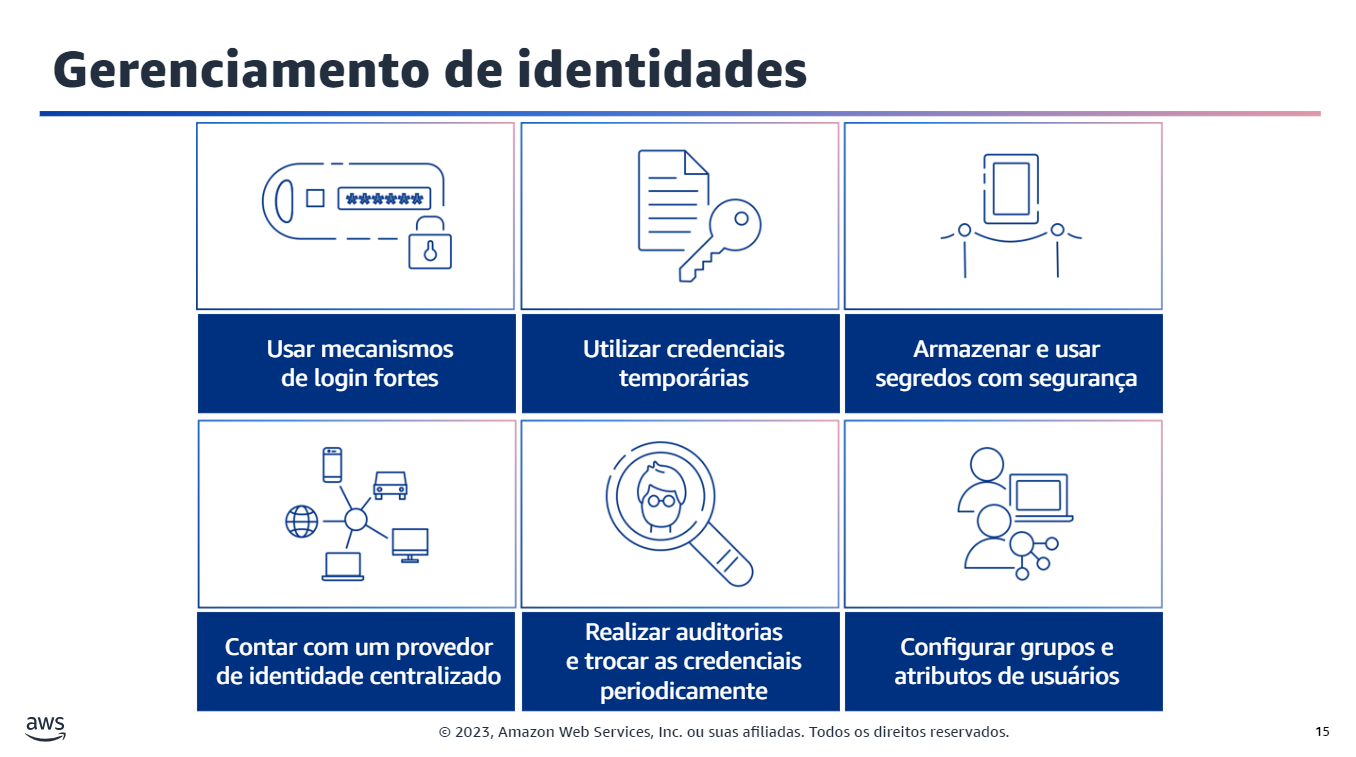 Gerenciamento de identidades
******
Usar mecanismos
de login fortes
Utilizar credenciais
temporárias
Armazenar e usar
segredos com segurança
Contar com um provedor
de identidade centralizado
Realizar auditorias
e trocar as credenciais
periodicamente
Configurar grupos e
atributos de usuários
aws
© 2023, Amazon Web Services, Inc. ou suas afiliadas. Todos os direitos reservados.
15